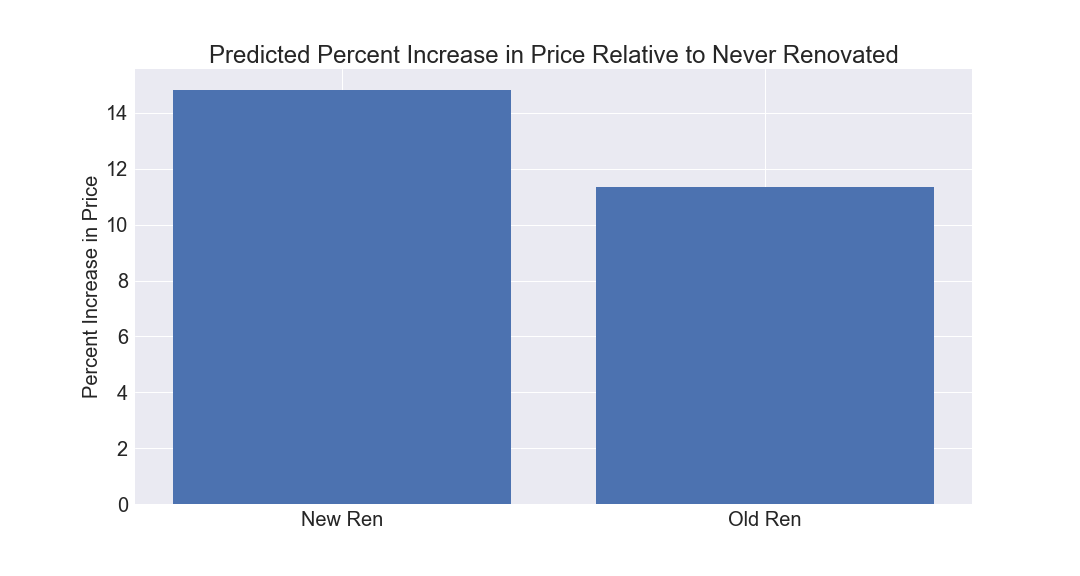 Predicted Percent Increase in Price Relative to Never Renovated
Percent Increase in Price
14
12
10
8
6
4
2
0
New Ren
Old Ren